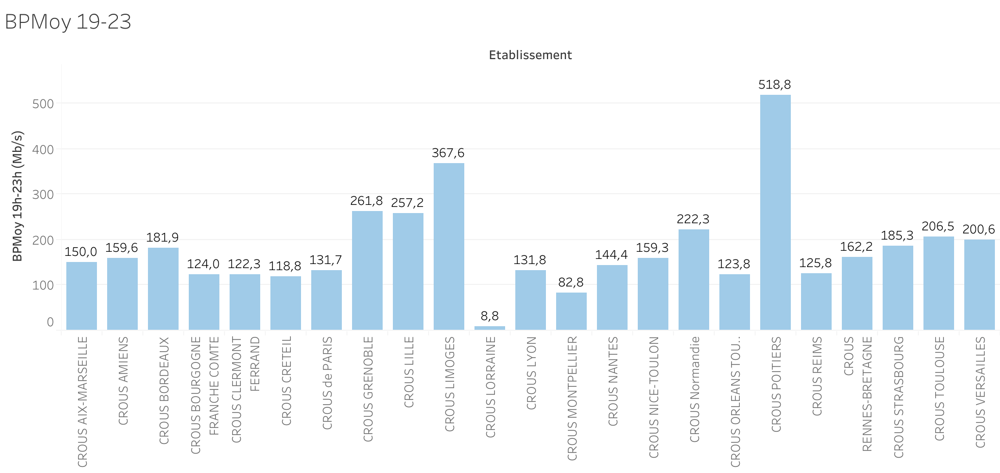 BPMoy 19-23
Etablissement
BPMoy 19h-23h (Mb/s)
500
400
300
200
100
0
150,0
159,6
181,9
124,0
122,3
118,8
131,7
261,8
257,2
367,6
8,8
131,8
82,8
144,4
159,3
222,3
123,8
518,8
125,8
162,2
185,3
206,5
200,6
CROUS AIX-MARSEILLE
CROUS AMIENS
CROUS BORDEAUX
CROUS BOURGOGNE
FRANCHE COMTE
CROUS CLERMONT
FERRAND
CROUS CRETEIL
CROUS de PARIS
CROUS GRENOBLE
CROUS LILLE
CROUS LIMOGES
CROUS LORRAINE
CROUS LYON
CROUS MONTPELLIER
CROUS NANTES
CROUS NICE-TOULON
CROUS Normandie
CROUS ORLEANS TOU..
CROUS POITIERS
CROUS REIMS
CROUS
RENNES-BRETAGNE
CROUS STRASBOURG
CROUS TOULOUSE
CROUS VERSAILLES